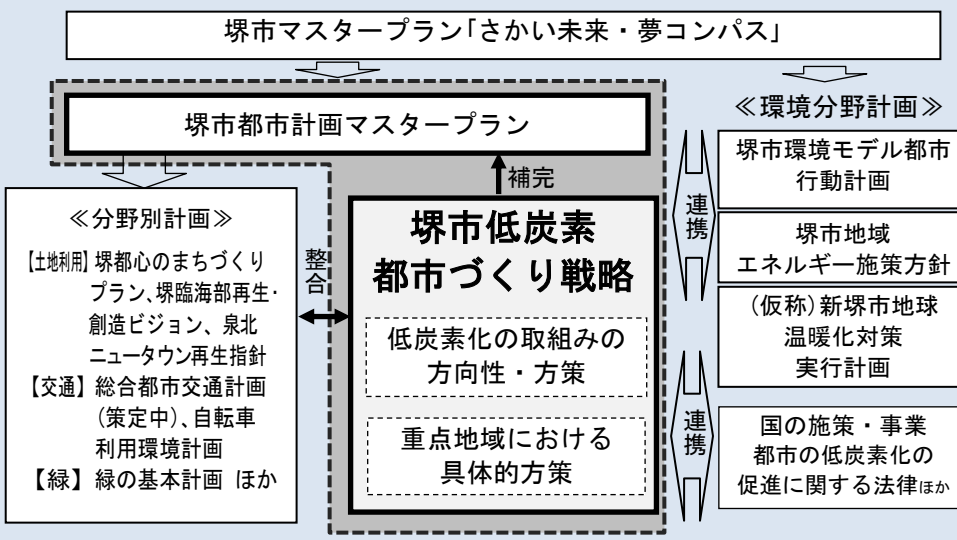 堺市マスタープラン「さかい未来・夢コンパス」
堺市都市計画マスタープラン
補完
≪分野別計画≫
【土地利用】堺都心のまちづくり
プラン、堺臨海部再生・
創造ビジョン、泉北
ニュータウン再生指針
【交通】総合都市交通計画
(策定中)、自転車
利用環境計画
【緑】緑の基本計画 ほか
整合
堺市低炭素
都市づくり戦略
低炭素化の取組みの
方向性・方策
重点地域における
具体的方策
連携
連携
≪環境分野計画≫
堺市環境モデル都市
行動計画
堺市地域
エネルギー施策方針
(仮称)新堺市地球
温暖化対策
実行計画
国の施策・事業
都市の低炭素化の
促進に関する法律ほか